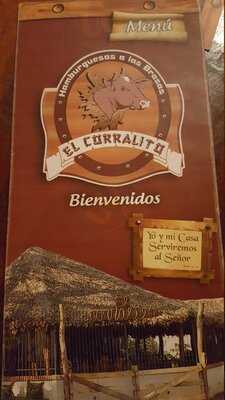 Menú
Hamburguesas a las Brasas
EL CORRALITO
Bienvenidos
Yo y mi Casa
Serviremos
al Señor